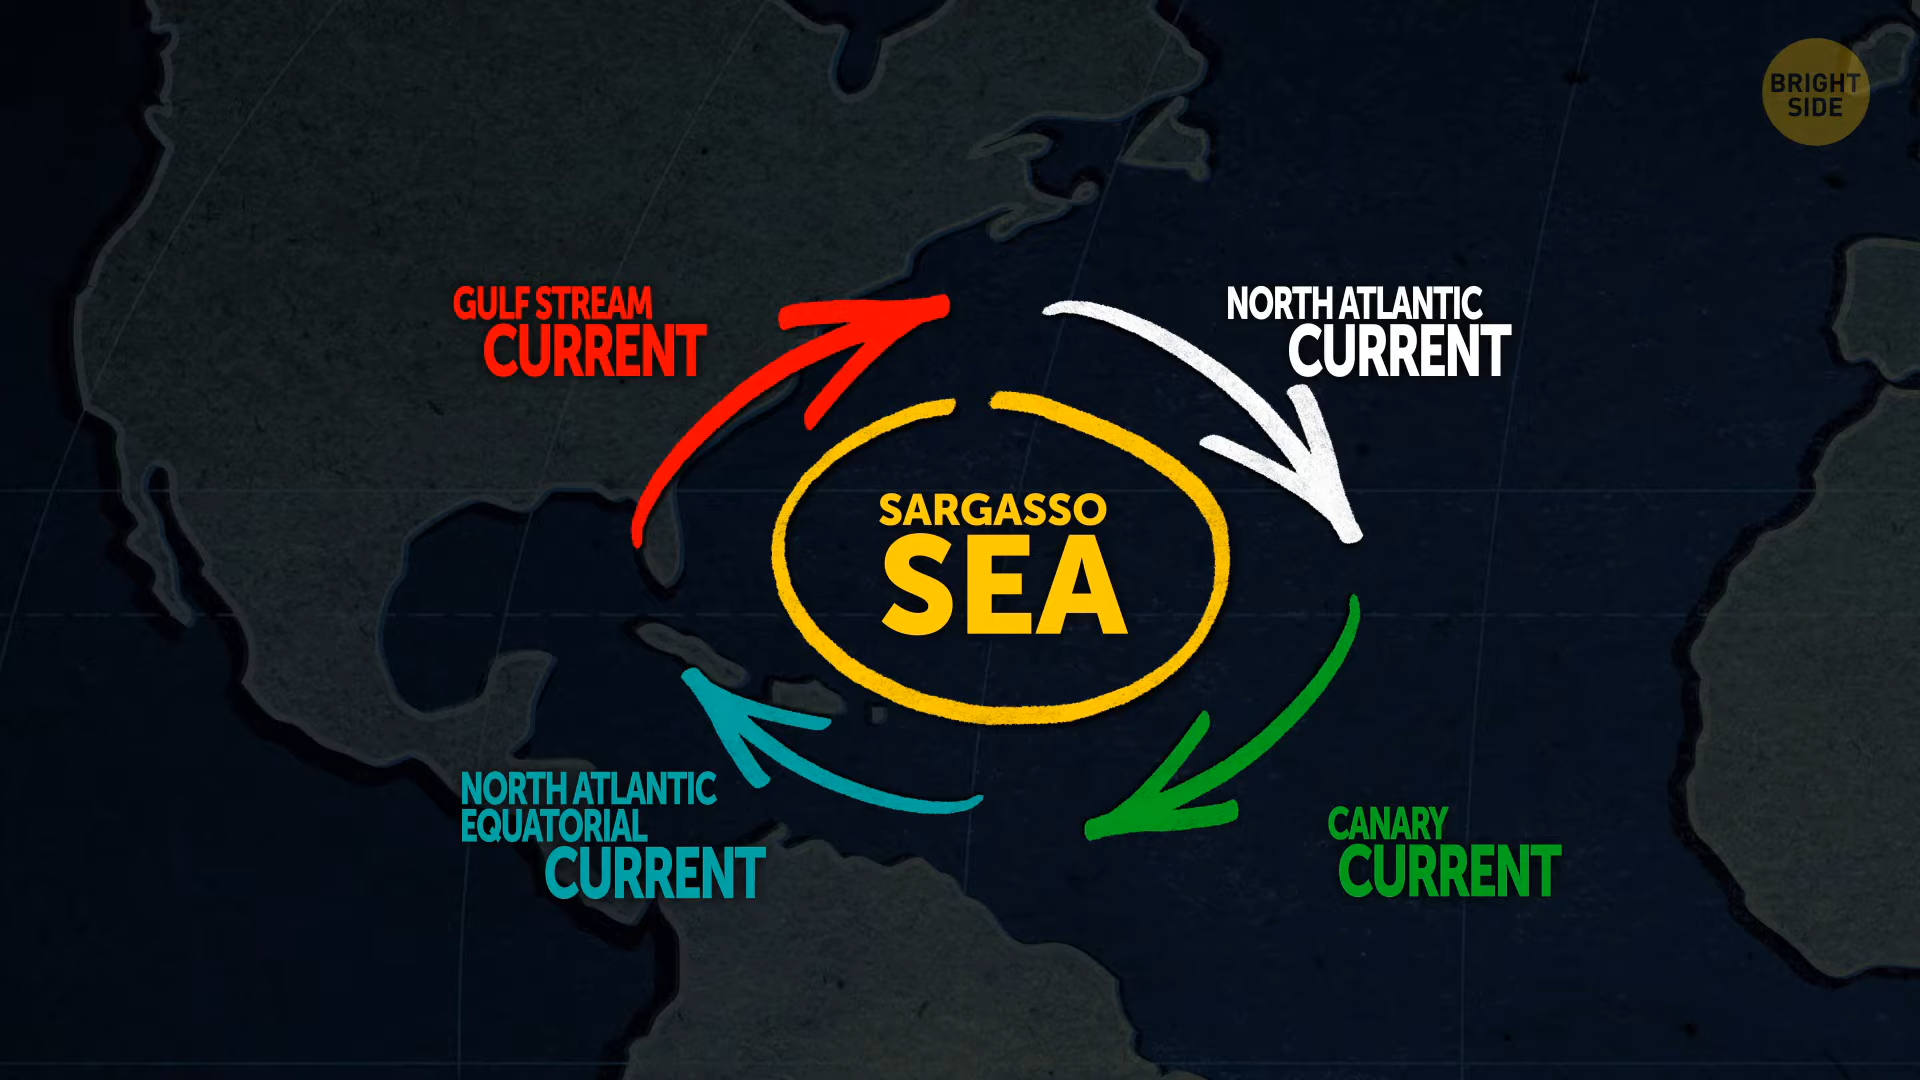 BRIGHT
SIDE
GULF STREAM
CURRENT
NORTH ATLANTIC
CURRENT
SARGASSO
SEA
NORTH ATLANTIC
EQUATORIAL
CURRENT
CANARY
CURRENT